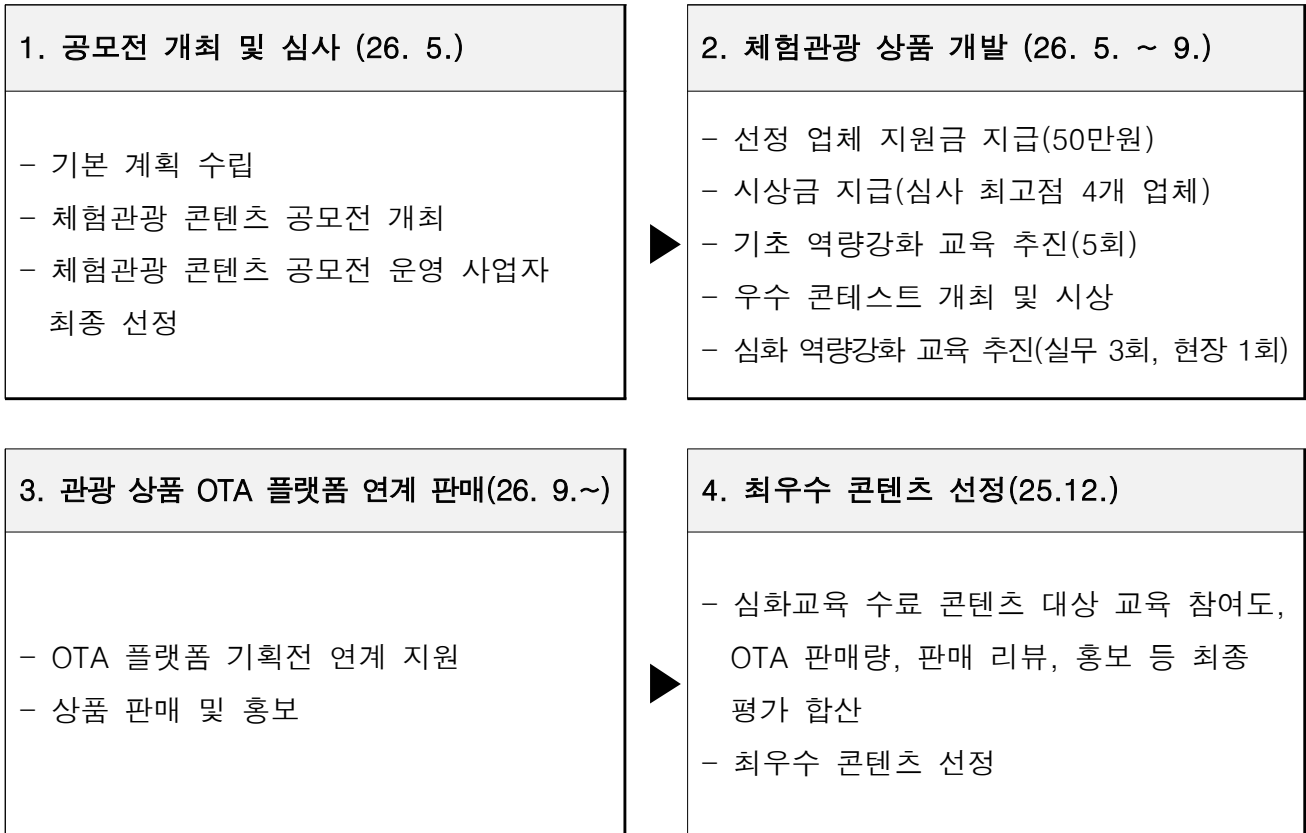 1. 공모전 개최 및 심사 (26. 5.)
- 기본 계획 수립
- 체험관광 콘텐츠 공모전 개최
- 체험관광 콘텐츠 공모전 운영 사업자
최종 선정
2. 체험관광 상품 개발 (26. 5. ~ 9.)
- 선정 업체 지원금 지급(50만원)
- 시상금 지급(심사 최고점 4개 업체)
- 기초 역량강화 교육 추진(5회)
- 우수 콘테스트 개최 및 시상
- 심화 역량강화 교육 추진(실무 3회, 현장 1회)
3. 관광 상품 OTA 플랫폼 연계 판매(26. 9.~)
- OTA 플랫폼 기획전 연계 지원
- 상품 판매 및 홍보
4. 최우수 콘텐츠 선정(25.12.)
- 심화교육 수료 콘텐츠 대상 교육 참여도,
OTA 판매량, 판매 리뷰, 홍보 등 최종
평가 합산
- 최우수 콘텐츠 선정